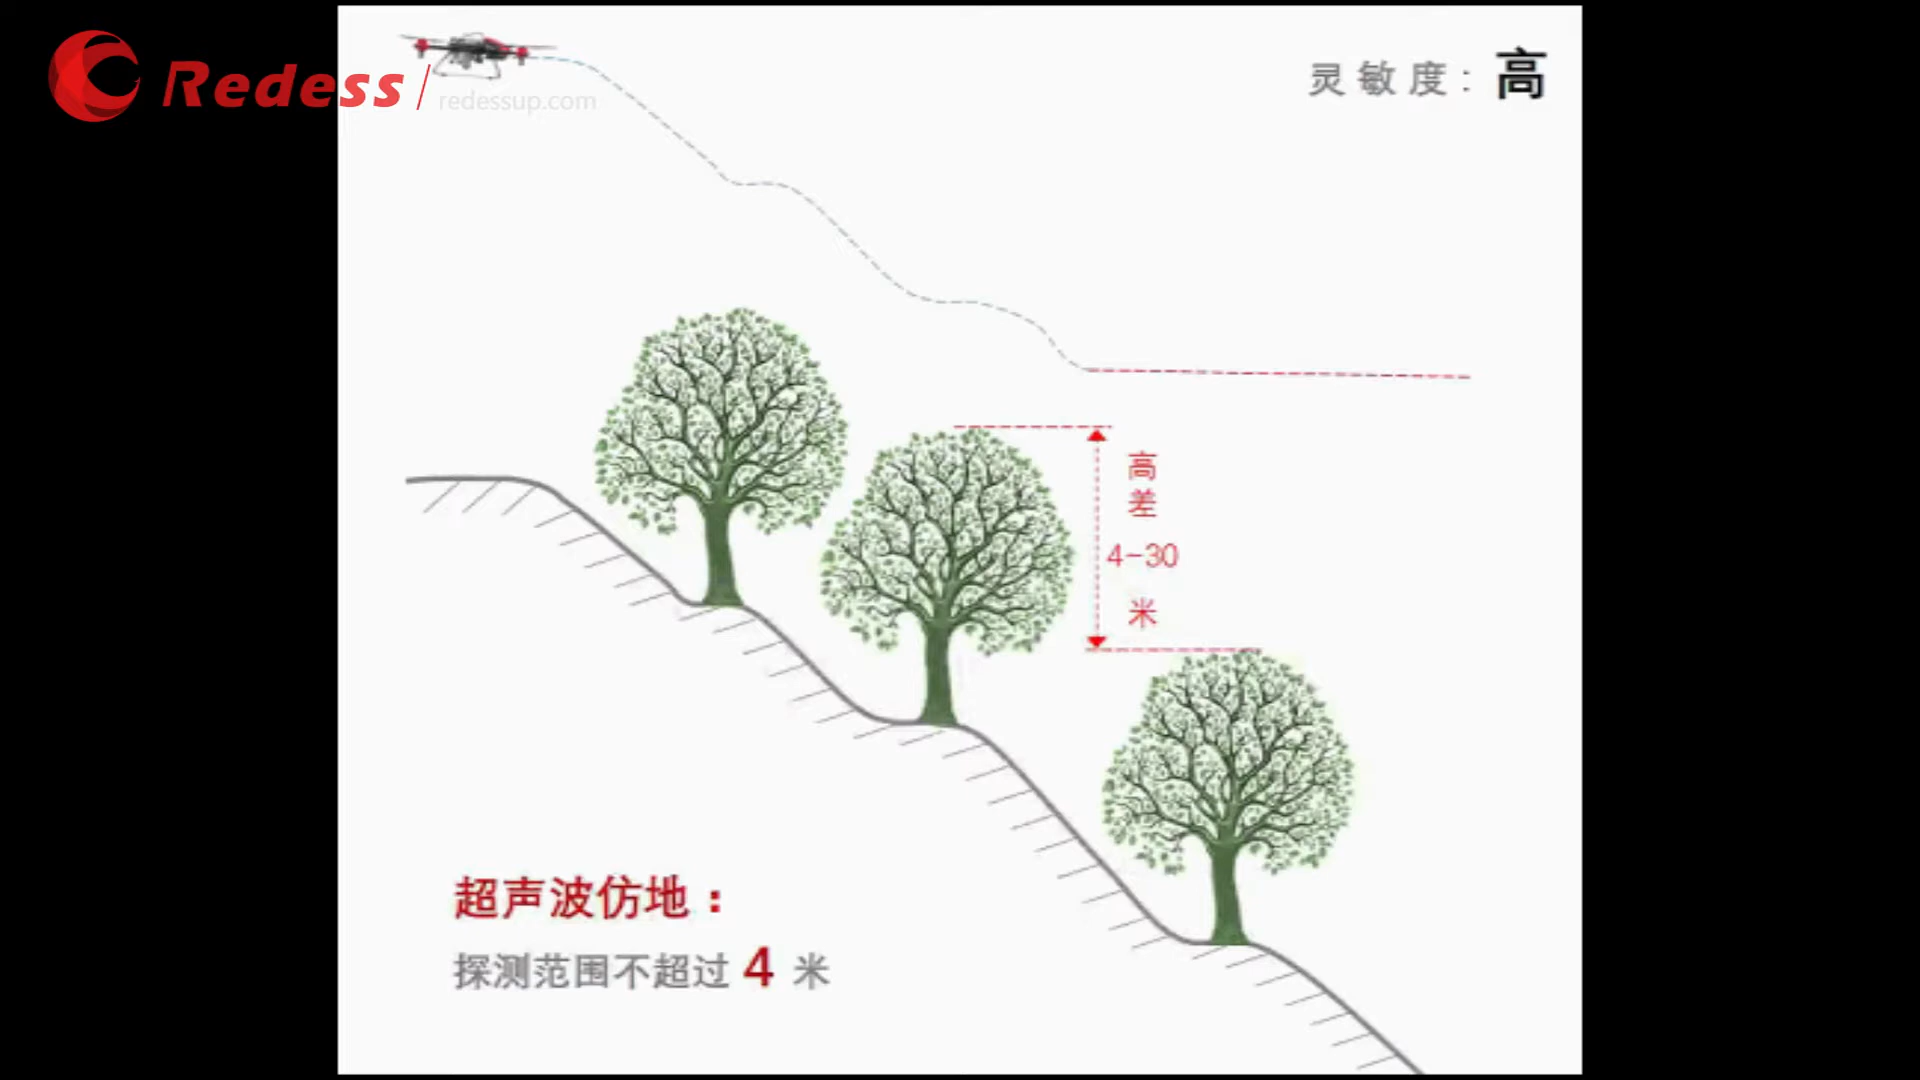 Redess/ redessup.com
灵敏度：高
高
差
4-30
米
超声波仿地：
探测范围不超过 4 米